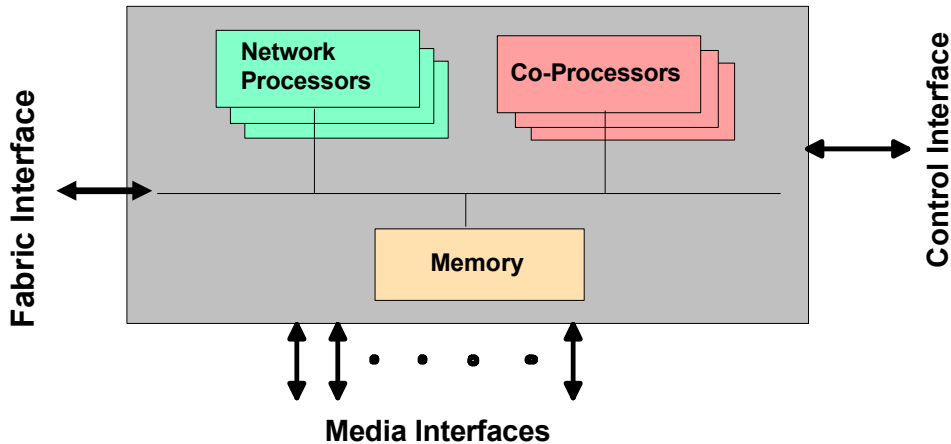 Network
Processors
Co-Processors
Fabric Interface
Control Interface
Memory
Media Interfaces